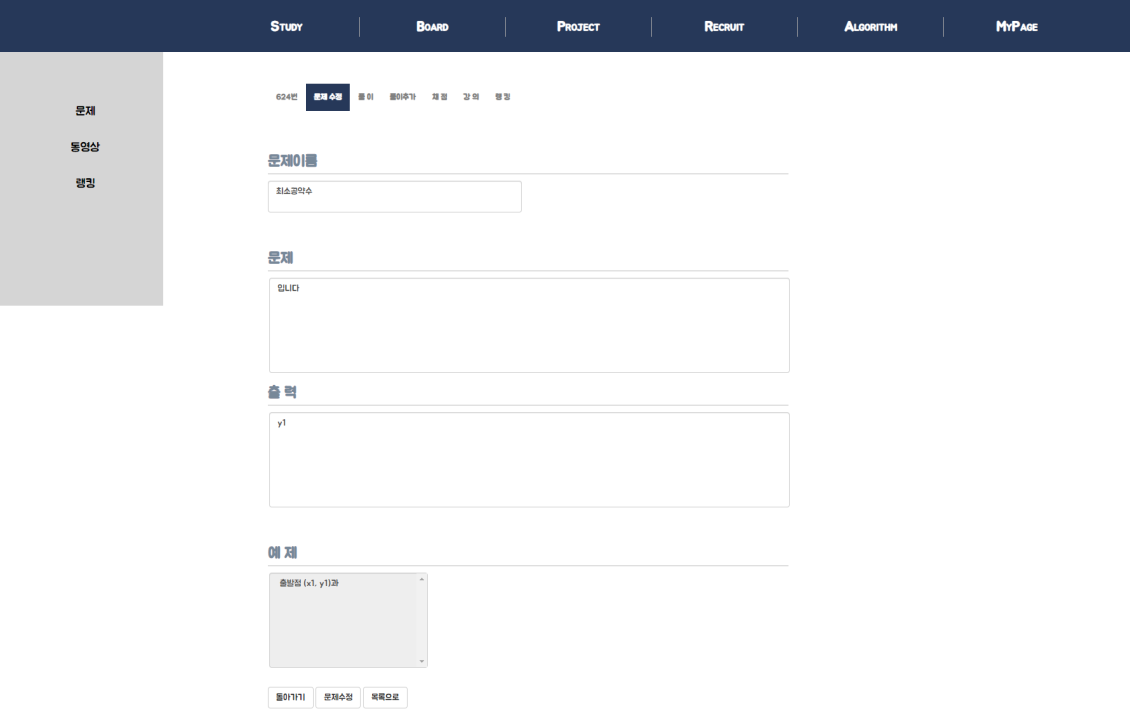 Study Board Project Recruit Algorithm MyPage
문제
동영상
랭킹
624번 문제 수정 풀 이 풀이추가 채 점 강 의 랭 킹
문제이름
최소공약수
문제
입니다
출 력
y1
예 제
출발점 (x1, y1)과
돌아가기 문제수정 목록으로